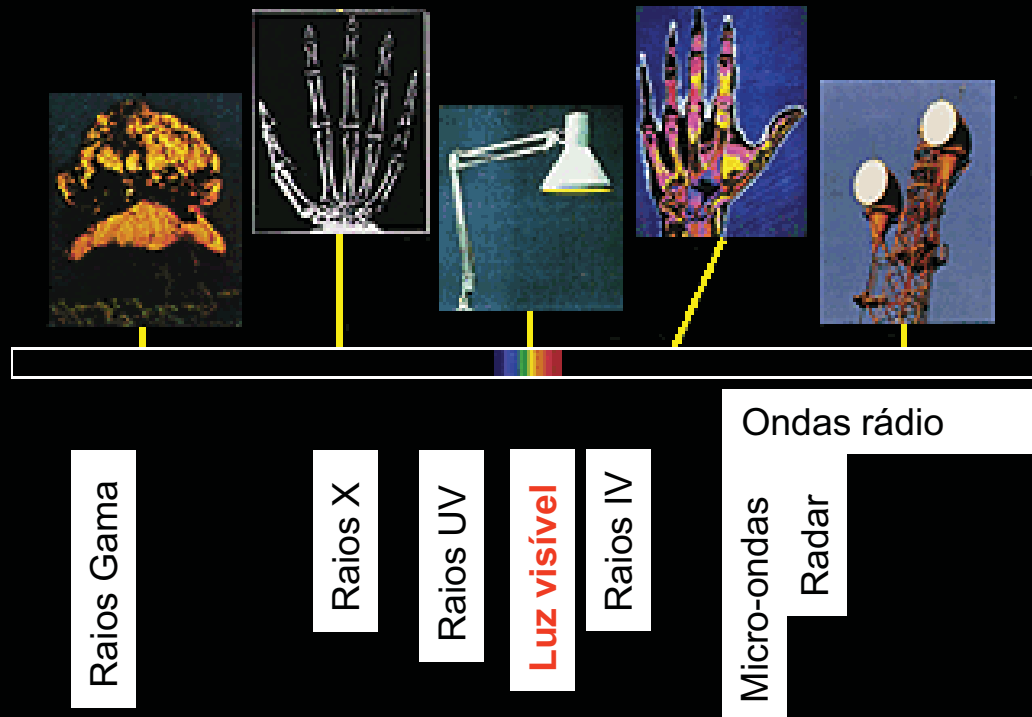 Ondas rádio
Raios Gama
Raios X
Raios UV
Luz visível
Raios IV
Micro-ondas
Radar